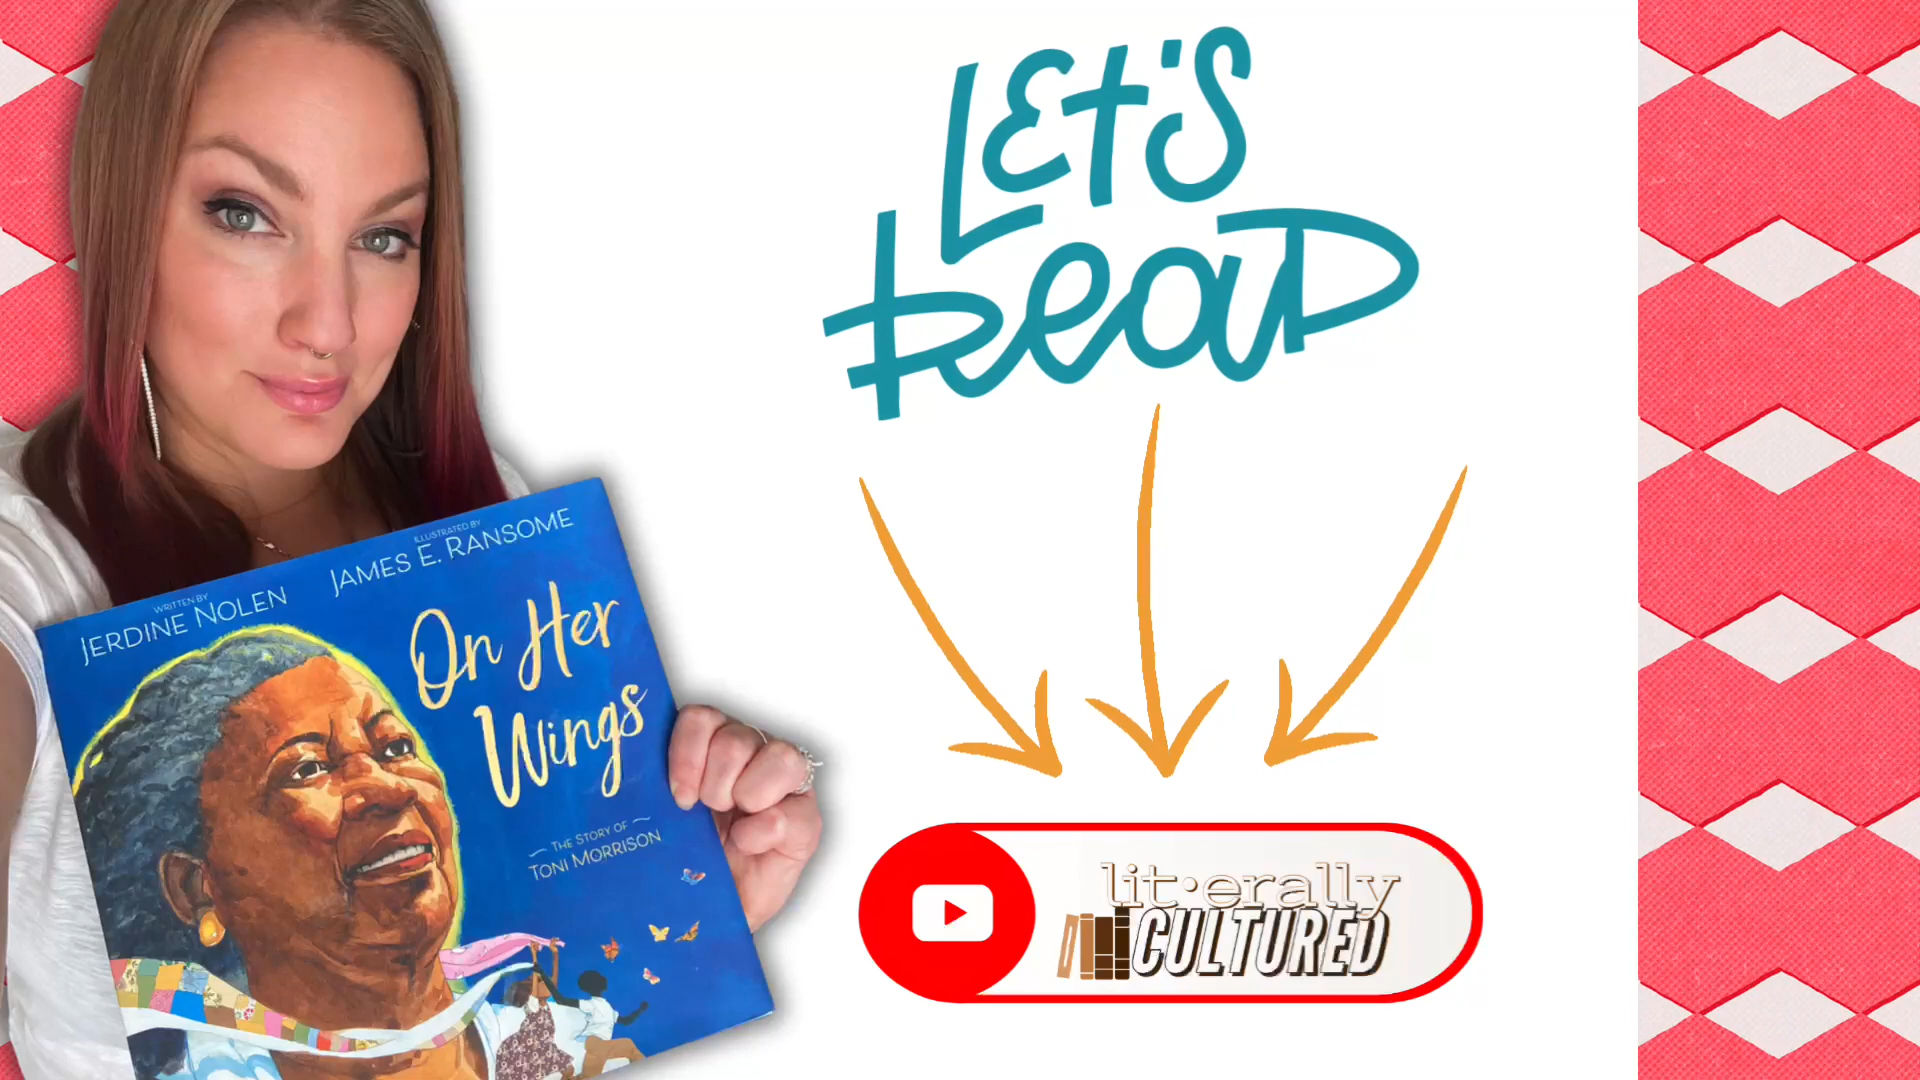 LET'S
ReaD
WRITTEN BY
JERDINE NOLEN
ILLUSTRATED BY
JAMES E. RANSOME
On Her
Wings
THE STORY OF
TONI MORRISON
lit·erally
CULTURED